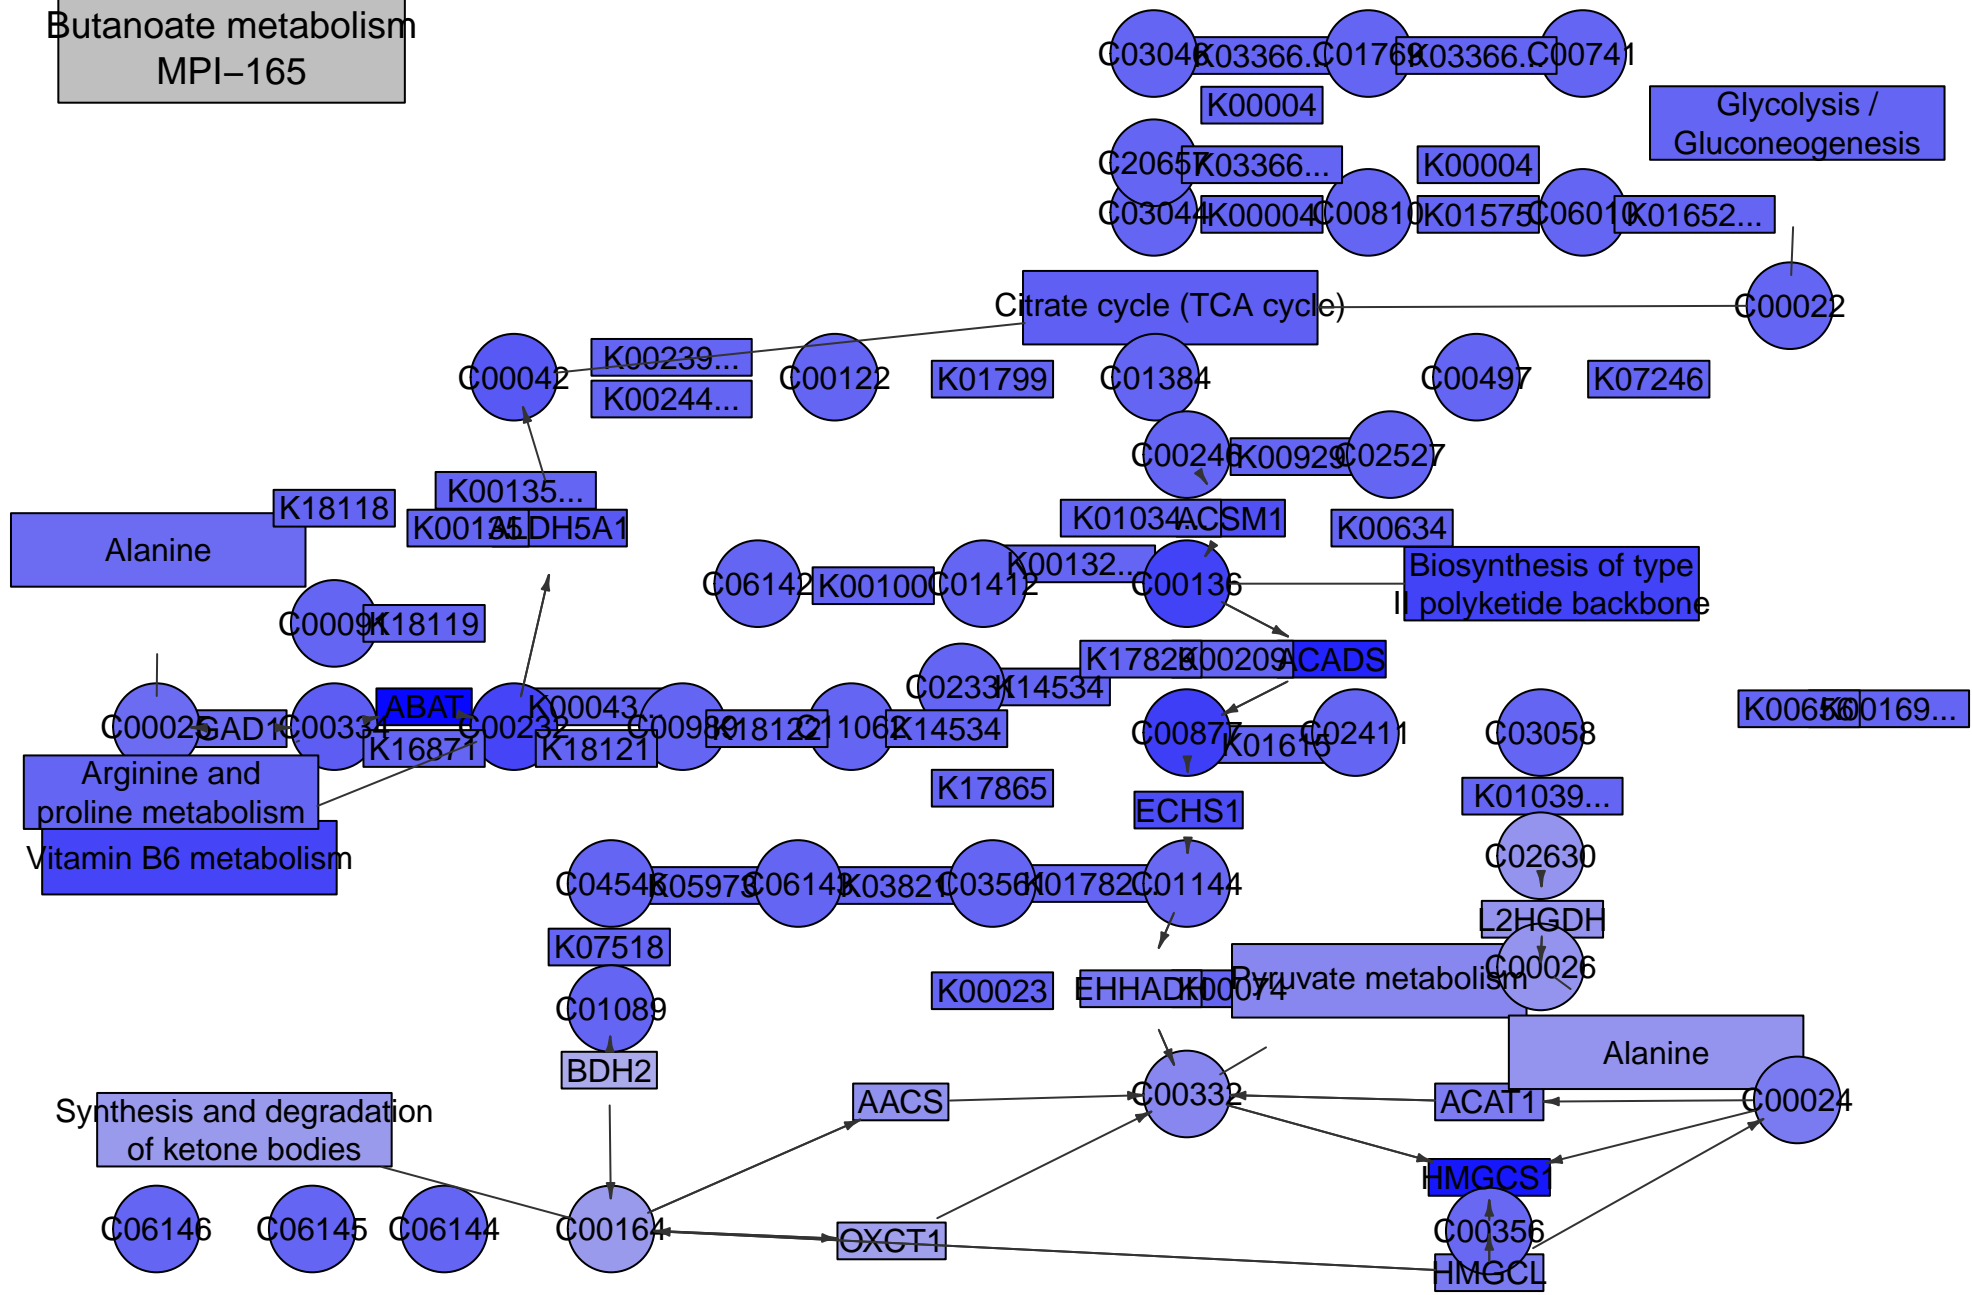 Butanoate metabolism
MPI−165
C03046
K03366...
C01769
K03366...
C00741
K00004
Glycolysis /
Gluconeogenesis
C20657
K03366...
K00004
C03044
K00004
C00810
K01575
C06010
K01652...
Citrate cycle (TCA cycle)
C00022
C00042
K00239...
K00244...
C00122
K01799
C01384
C00497
K07246
C00246
K00929
C02527
K18118
K00135...
K00135
ALDH5A1
K01034...
ACSM1
K00634
Alanine
C06142
K00100
C01412
K00132...
C00136
Biosynthesis of type
II polyketide backbone
C00091
K18119
K17829
K00209
ACADS
C02331
K14534
C00025
GAD1
C00334
ABAT
K16871
C00232
K00043...
K18121
C00989
K18122
C11062
K14534
C00877
K01615
C02411
C03058
K00656
K00169...
Arginine and
proline metabolism
K17865
ECHS1
K01039...
Vitamin B6 metabolism
C02630
C04546
K05973
C06143
K03821
C03561
K01782...
C01144
L2HGDH
K07518
C00026
Pyruvate metabolism
C01089
K00023
EHHADH
K00074
Alanine
BDH2
Synthesis and degradation
of ketone bodies
AACS
C00332
ACAT1
C00024
HMGCS1
C06146
C06145
C06144
C00164
OXCT1
C00356
HMGCL